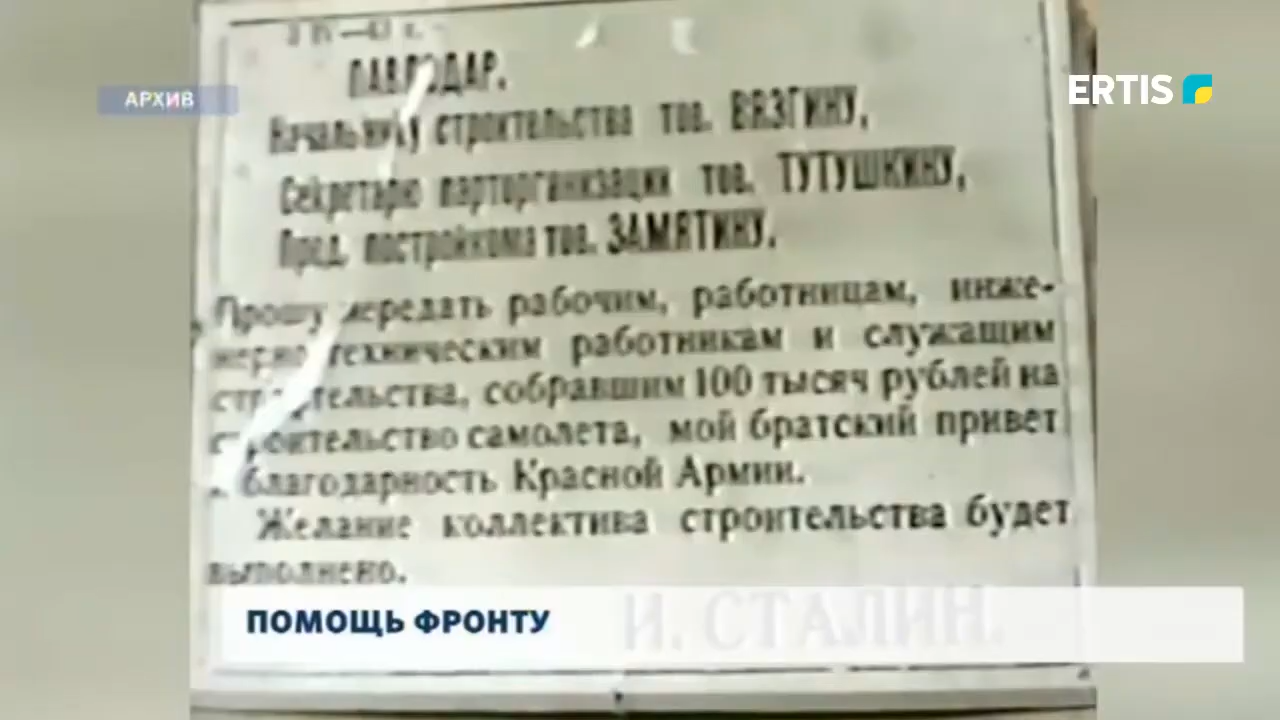 АРХИВ
ERTIS
ПАВЛОДАР.
Начальнику строительства тов. ВЯЗГИНУ,
Секретарю парторганизации тов. ТУТУШКИНУ,
Пред. постройкома тов. ЗАМЯТИНУ.
Прошу передать рабочим, работницам, инже-
нерно техническим работникам и служащим
строительства, собравшим 100 тысяч рублей на
строительство самолета, мой братский привет
и благодарность Красной Армии.
Желание коллектива строительства будет
выполнено.
И. СТАЛИН.
ПОМОЩЬ ФРОНТУ